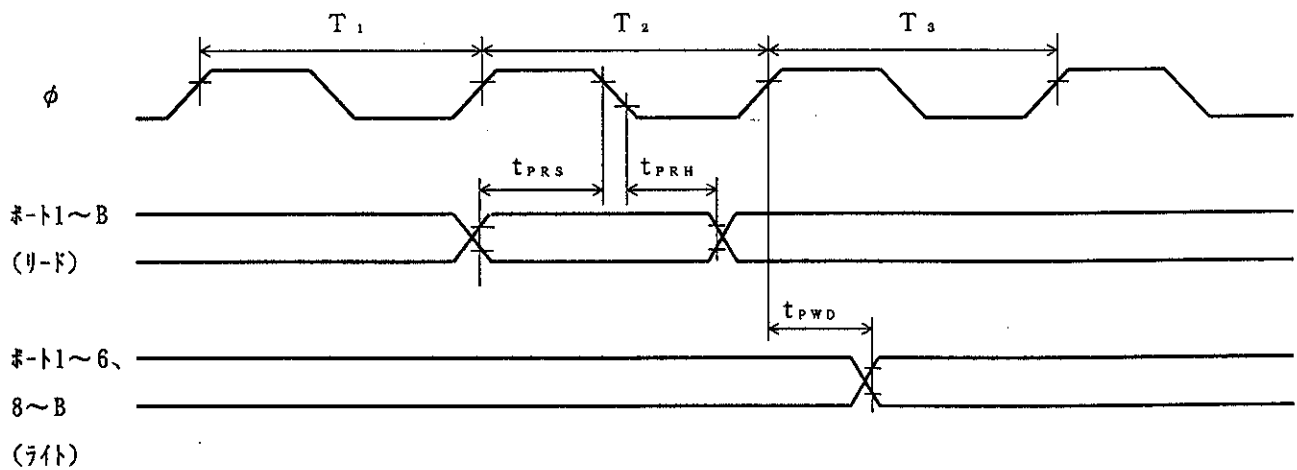 T₁ T₂ T₃
φ
tPRS tPRH
ポート1～B
(リード)
tPWD
ポート1～6、
8～B
(ライト)